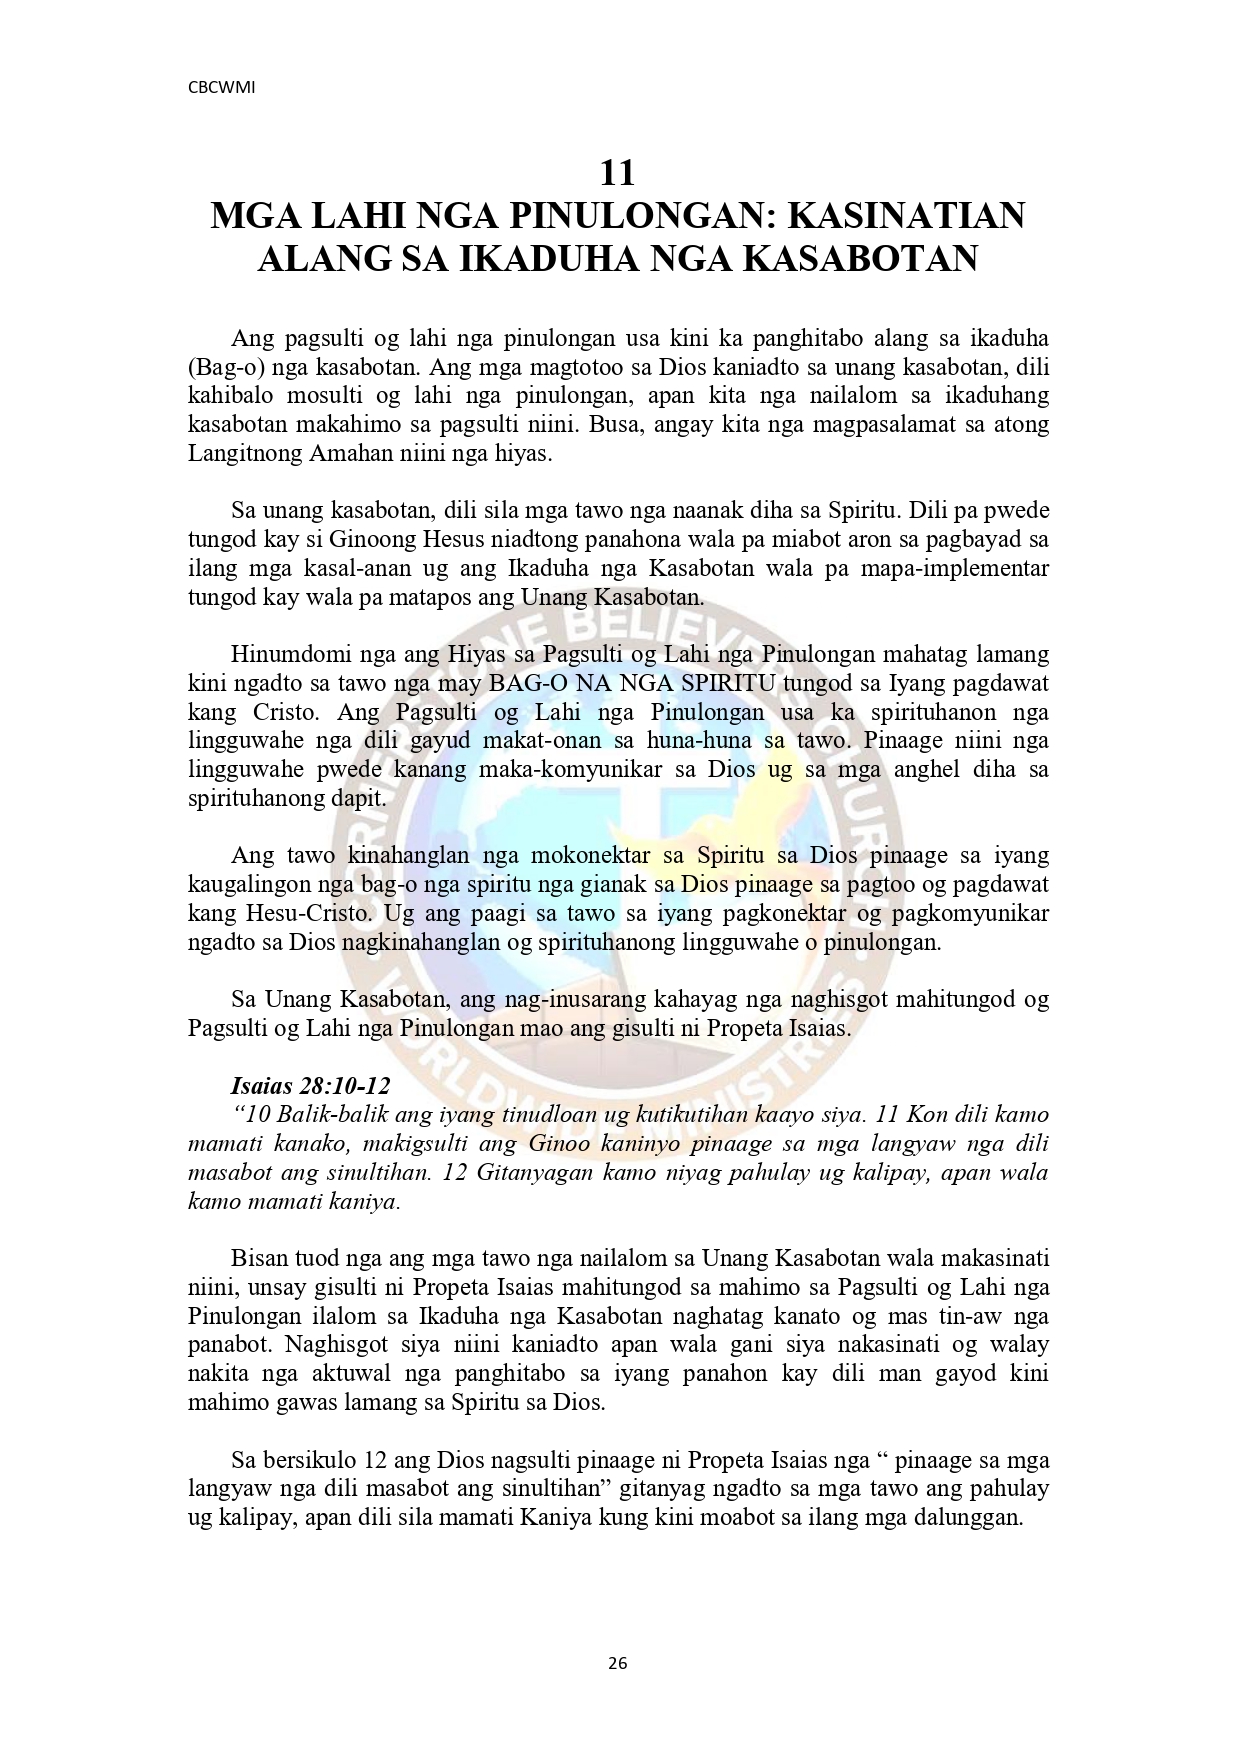 CBCWMI
11
MGA LAHI NGA PINULONGAN: KASINATIAN
ALANG SA IKADUHA NGA KASABOTAN
Ang pagsulti og lahi nga pinulongan usa kini ka panghitabo alang sa ikaduha
(Bag-o) nga kasabotan. Ang mga magtotoo sa Dios kaniadto sa unang kasabotan, dili
kahibalo mosulti og lahi nga pinulongan, apan kita nga nailalom sa ikaduhang
kasabotan makahimo sa pagsulti niini. Busa, angay kita nga magpasalamat sa atong
Langitnong Amahan niini nga hiyas.
Sa unang kasabotan, dili sila mga tawo nga naanak diha sa Spiritu. Dili pa pwede
tungod kay si Ginoong Hesus niadtong panahona wala pa miabot aron sa pagbayad sa
ilang mga kasal-anan ug ang Ikaduha nga Kasabotan wala pa mapa-implementar
tungod kay wala pa matapos ang Unang Kasabotan.
Hinumdomi nga ang Hiyas sa Pagsulti og Lahi nga Pinulongan mahatag lamang
kini ngadto sa tawo nga may BAG-O NA NGA SPIRITU tungod sa Iyang pagdawat
kang Cristo. Ang Pagsulti og Lahi nga Pinulongan usa ka spirituhanon nga
lingguwahe nga dili gayud makat-onan sa huna-huna sa tawo. Pinaage niini nga
lingguwahe pwede kanang maka-komyunikar sa Dios ug sa mga anghel diha sa
spirituhanong dapit.
Ang tawo kinahanglan nga mokonektar sa Spiritu sa Dios pinaage sa iyang
kaugalingon nga bag-o nga spiritu nga gianak sa Dios pinaage sa pagtoo og pagdawat
kang Hesu-Cristo. Ug ang paagi sa tawo sa iyang pagkonektar og pagkomyunikar
ngadto sa Dios nagkinahanglan og spirituhanong lingguwahe o pinulongan.
Sa Unang Kasabotan, ang nag-inusarang kahayag nga naghisgot mahitungod og
Pagsulti og Lahi nga Pinulongan mao ang gisulti ni Propeta Isaias.
Isaias 28:10-12
“10 Balik-balik ang iyang tinudloan ug kutikutihan kaayo siya. 11 Kon dili kamo
mamati kanako, makigsulti ang Ginoo kaninyo pinaage sa mga langyaw nga dili
masabot ang sinultihan. 12 Gitanyagan kamo niyag pahulay ug kalipay, apan wala
kamo mamati kaniya.
Bisan tuod nga ang mga tawo nga nailalom sa Unang Kasabotan wala makasinati
niini, unsay gisulti ni Propeta Isaias mahitungod sa mahimo sa Pagsulti og Lahi nga
Pinulongan ilalom sa Ikaduha nga Kasabotan naghatag kanato og mas tin-aw nga
panabot. Naghisgot siya niini kaniadto apan wala gani siya nakasinati og walay
nakita nga aktuwal nga panghitabo sa iyang panahon kay dili man gayod kini
mahimo gawas lamang sa Spiritu sa Dios.
Sa bersikulo 12 ang Dios nagsulti pinaage ni Propeta Isaias nga “ pinaage sa mga
langyaw nga dili masabot ang sinultihan” gitanyag ngadto sa mga tawo ang pahulay
ug kalipay, apan dili sila mamati Kaniya kung kini moabot sa ilang mga dalunggan.
CORNERSTONE BELIEVERS CHURCH
WORLDWIDE MINISTRIES
26